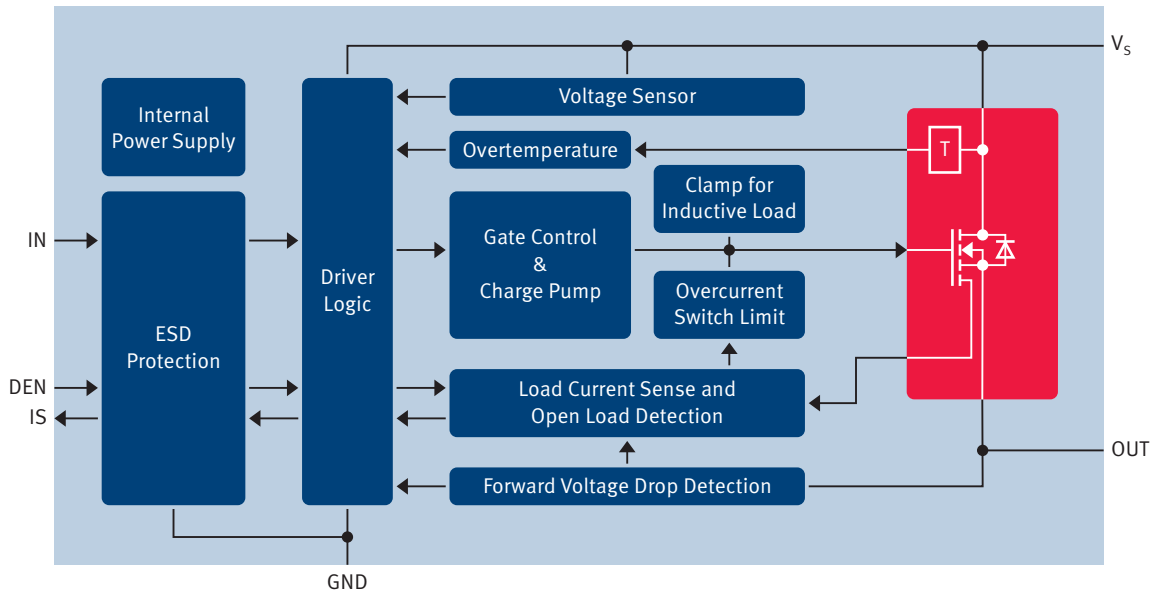 V_S
Voltage Sensor
Internal
Power Supply
Overtemperature
T
Clamp for
Inductive Load
IN
Driver
Logic
Gate Control
&
Charge Pump
Overcurrent
Switch Limit
ESD
Protection
DEN
IS
Load Current Sense and
Open Load Detection
OUT
Forward Voltage Drop Detection
GND